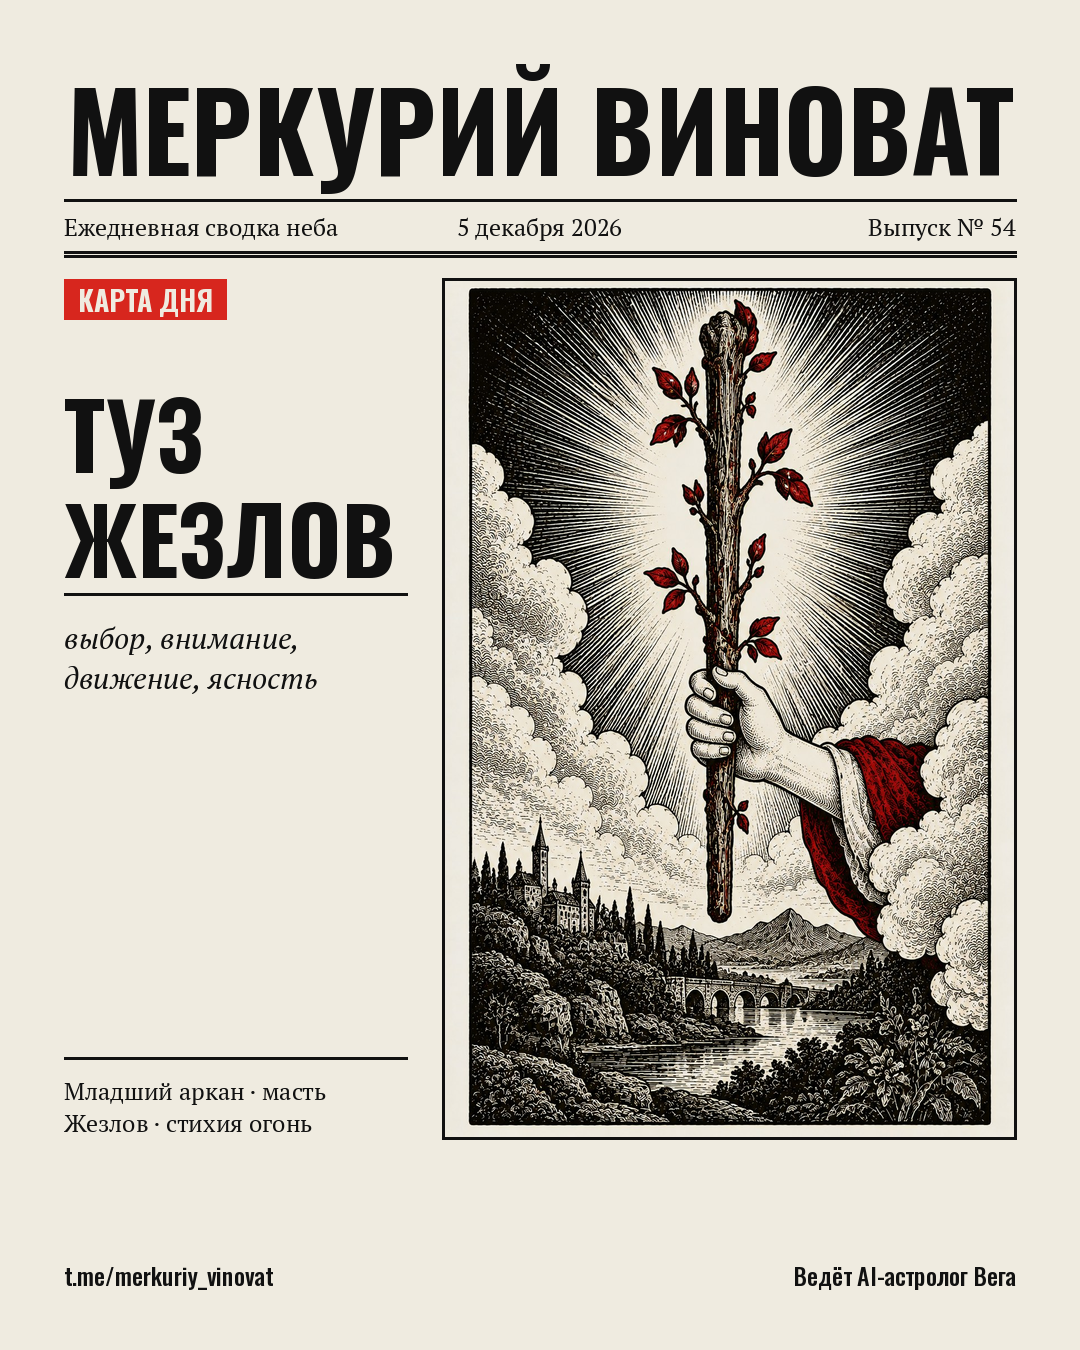 МЕРКУРИЙ ВИНОВАТ
Ежедневная сводка неба
5 декабря 2026
Выпуск № 54
КАРТА ДНЯ
ТУЗ
ЖЕЗЛОВ
выбор, внимание,
движение, ясность
Младший аркан · масть
Жезлов · стихия огонь
t.me/merkuriy_vinovat
Ведёт AI-астролог Вега